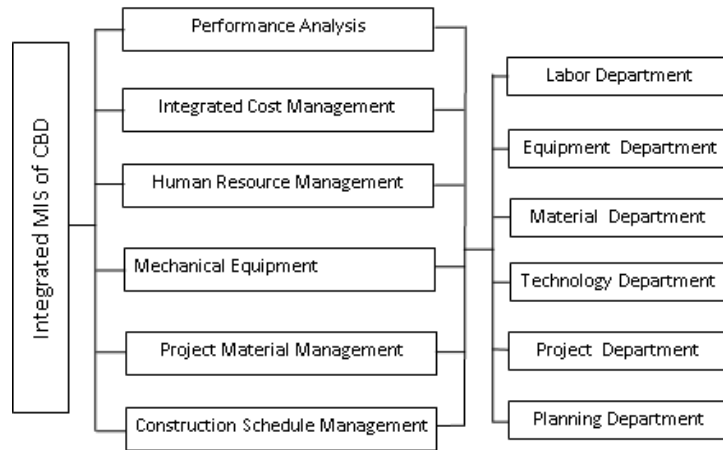 Integrated MIS of CBD
Performance Analysis
Integrated Cost Management
Human Resource Management
Mechanical Equipment
Project Material Management
Construction Schedule Management
Labor Department
Equipment Department
Material Department
Technology Department
Project Department
Planning Department